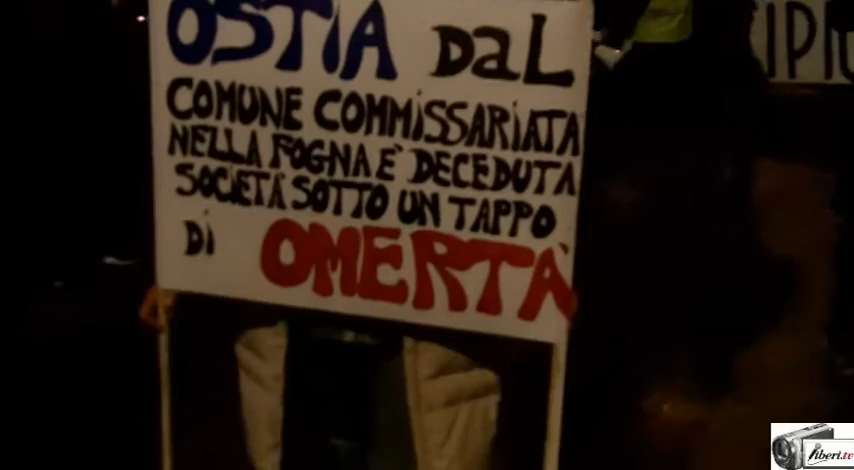 OSTIA DaL
COMUNE COMMiSSARiATA
NELLA FOGNA È DECEDUTA
SOCiETÀ SOTTO UN TAPPO
Di OMERTÀ
liberi.tv